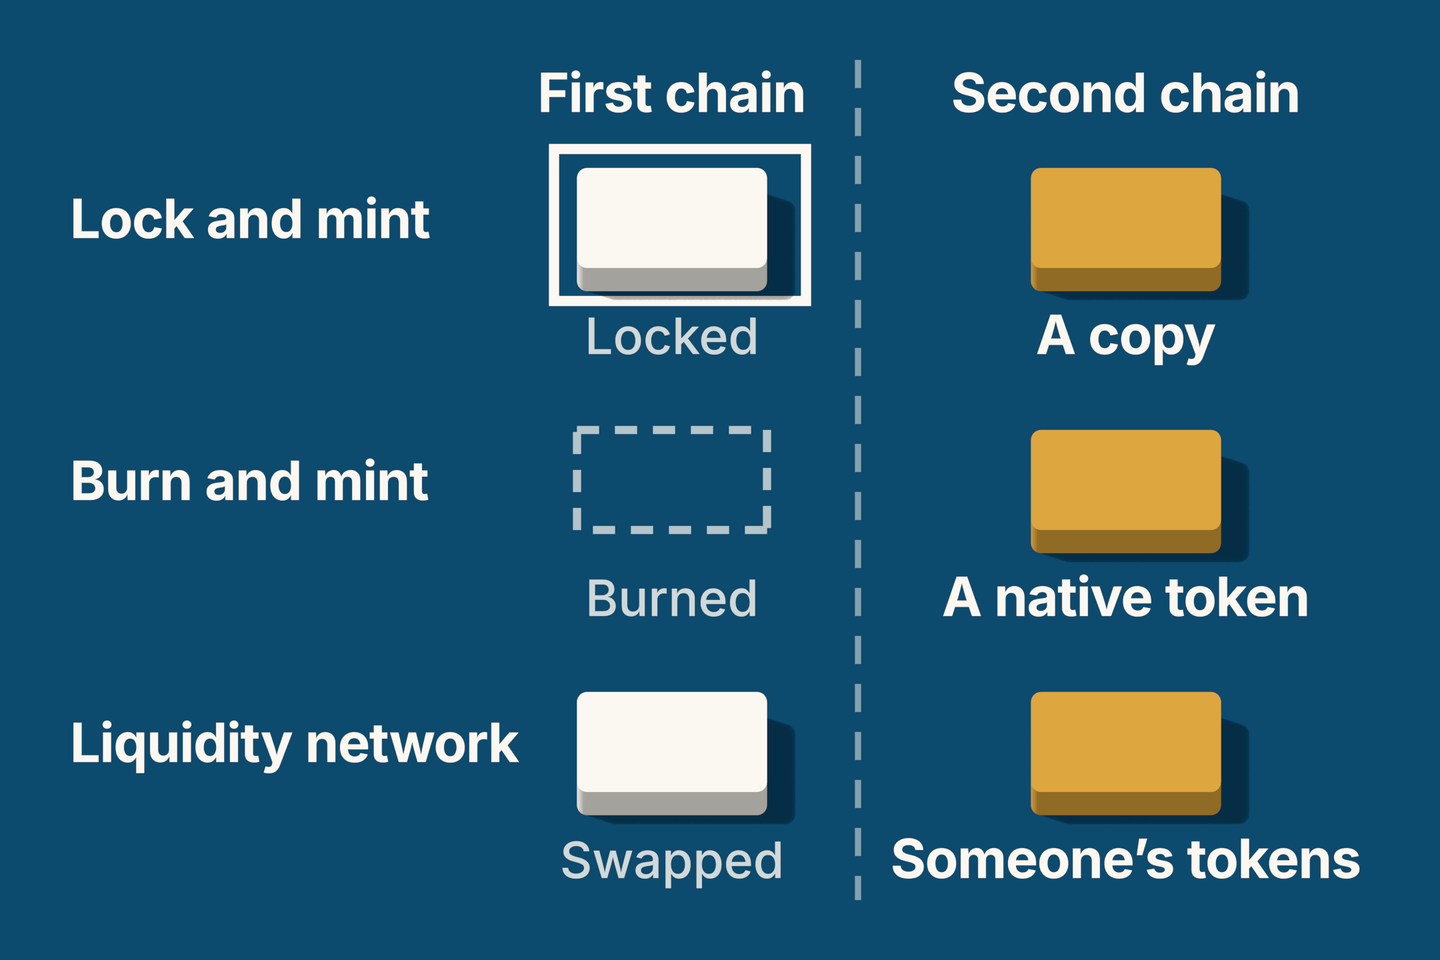 First chain
Second chain
Lock and mint
Locked
A copy
Burn and mint
Burned
A native token
Liquidity network
Swapped
Someone’s tokens